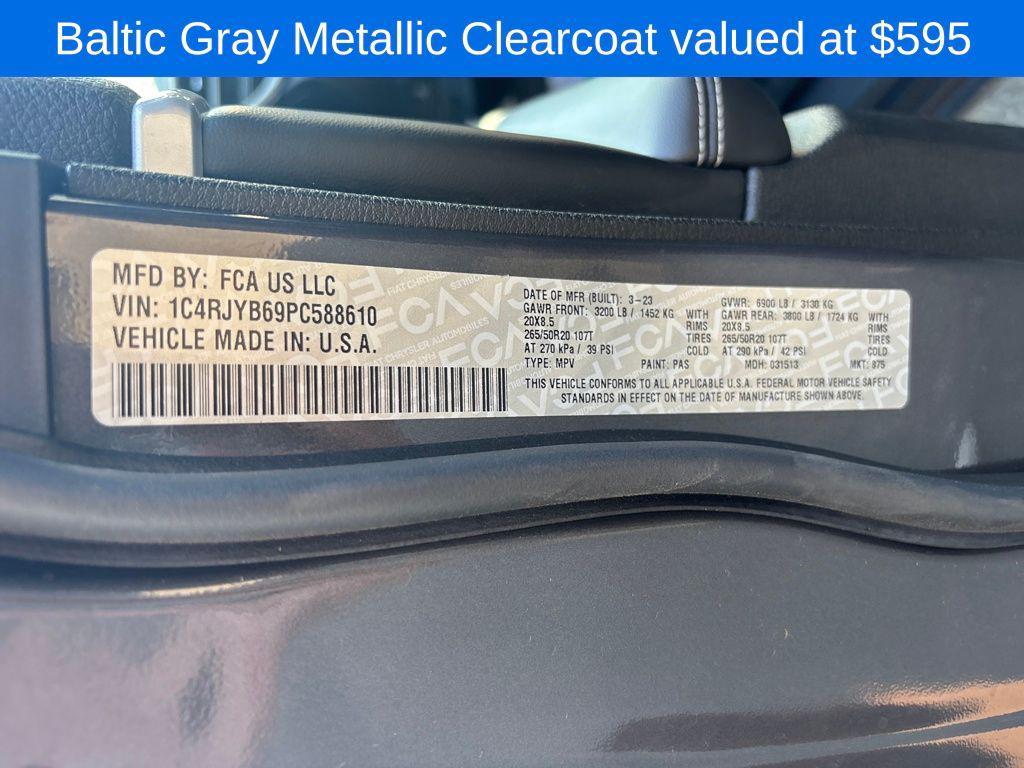 Baltic Gray Metallic Clearcoat valued at $595
MFD BY: FCA US LLC
VIN: 1C4RJYB69PC588610
VEHICLE MADE IN: U.S.A.
DATE OF MFR (BUILT): 3-23 GVWR: 6900 LB / 3130 KG
GAWR FRONT: 3200 LB / 1452 KG WITH GAWR REAR: 3800 LB / 1724 KG WITH
20X8.5 RIMS 20X8.5 RIMS
265/50R20 107T TIRES 265/50R20 107T TIRES
AT 270 kPa / 39 PSI COLD AT 290 kPa / 42 PSI COLD
TYPE: MPV PAINT: PAS MDH: 031513 MKT: 875
THIS VEHICLE CONFORMS TO ALL APPLICABLE U.S.A. FEDERAL MOTOR VEHICLE SAFETY
STANDARDS IN EFFECT ON THE DATE OF MANUFACTURE SHOWN ABOVE.